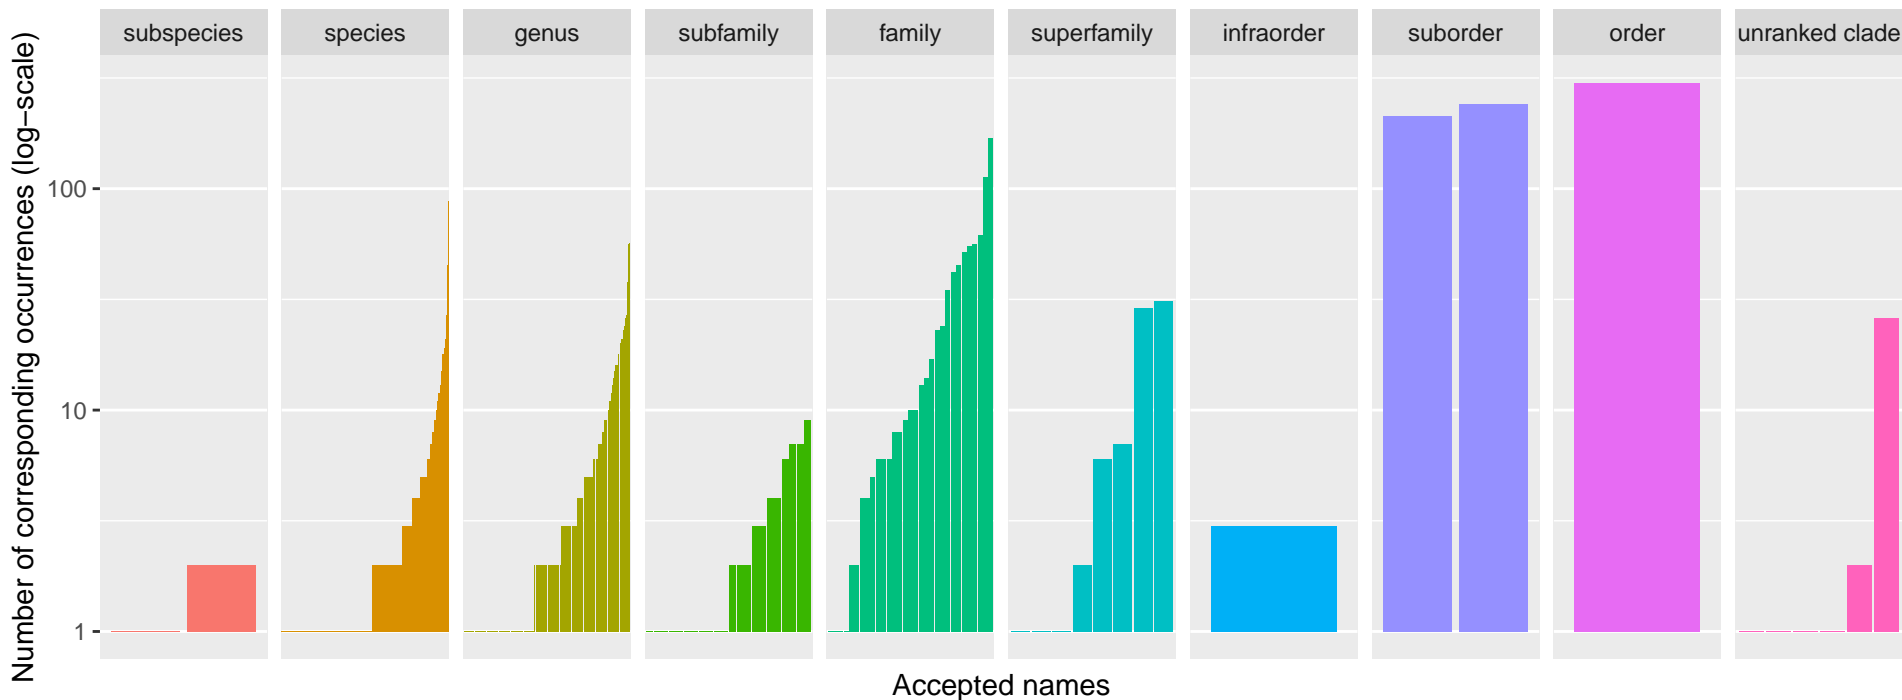 subspecies species genus subfamily family superfamily infraorder suborder order unranked clade
Number of corresponding occurrences (log−scale)
100
10
1
Accepted names